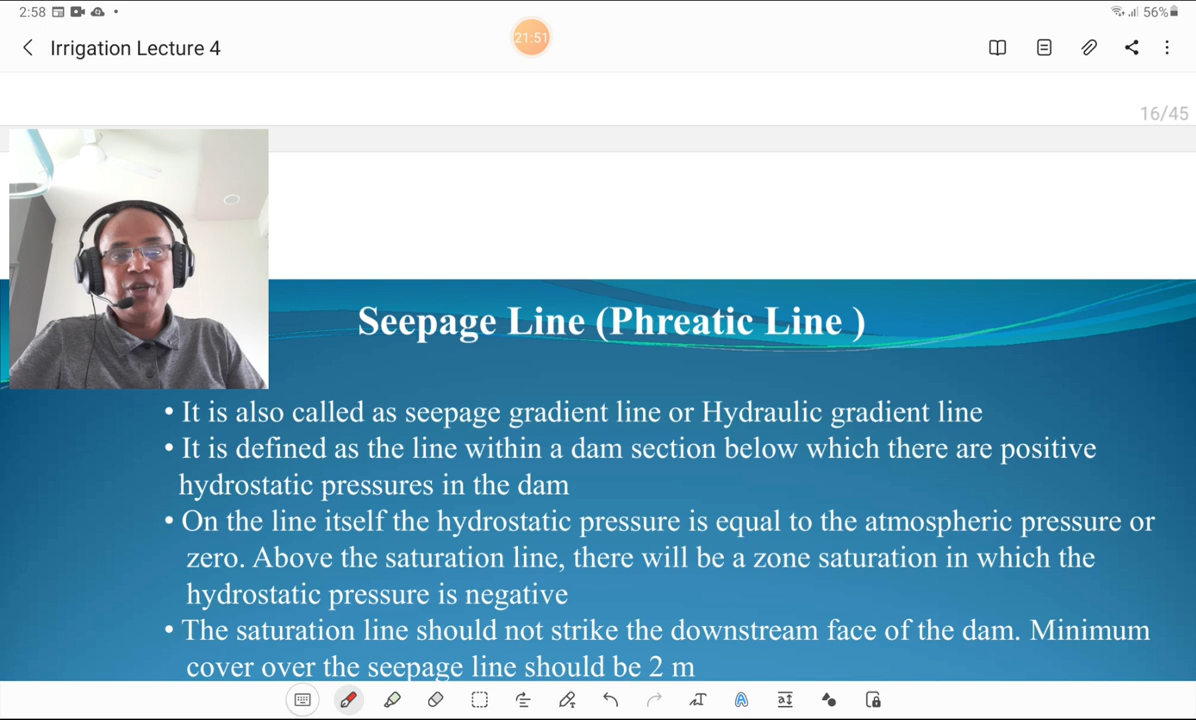 2:58
56%
Irrigation Lecture 4
21:51
16/45
Seepage Line (Phreatic Line )
• It is also called as seepage gradient line or Hydraulic gradient line
• It is defined as the line within a dam section below which there are positive
hydrostatic pressures in the dam
• On the line itself the hydrostatic pressure is equal to the atmospheric pressure or
zero. Above the saturation line, there will be a zone saturation in which the
hydrostatic pressure is negative
• The saturation line should not strike the downstream face of the dam. Minimum
cover over the seepage line should be 2 m